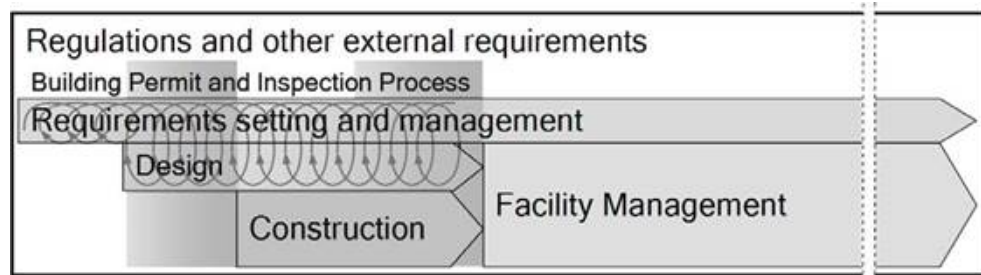 Regulations and other external requirements
Building Permit and Inspection Process
Requirements setting and management
Design
Construction
Facility Management